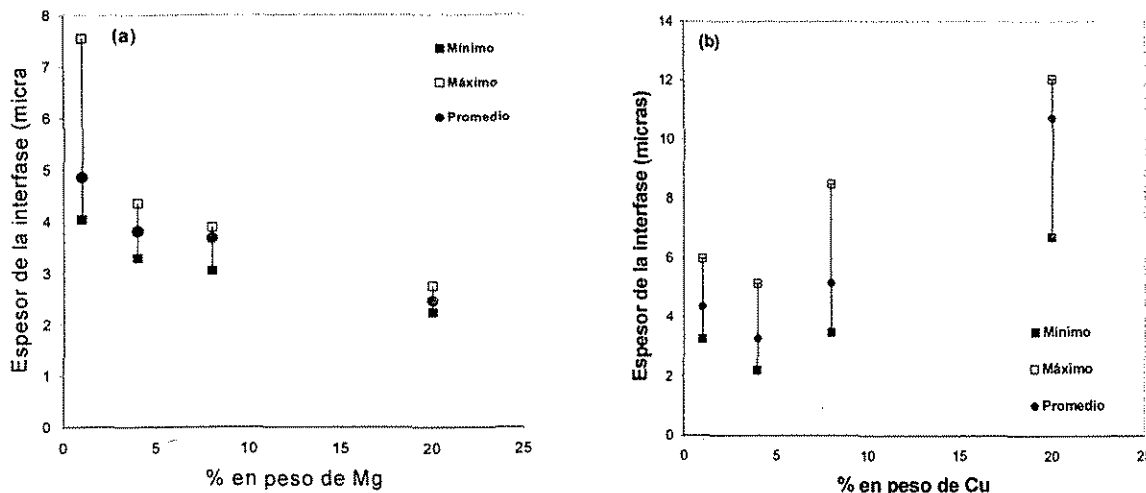 (a)
Mínimo
Máximo
Promedio
Espesor de la interfase (micra
8
7
6
5
4
3
2
1
0
0 5 10 15 20 25
% en peso de Mg
(b)
Espesor de la interfase (micras)
14
12
10
8
6
4
2
0
Mínimo
Máximo
Promedio
0 5 10 15 20 25
% en peso de Cu